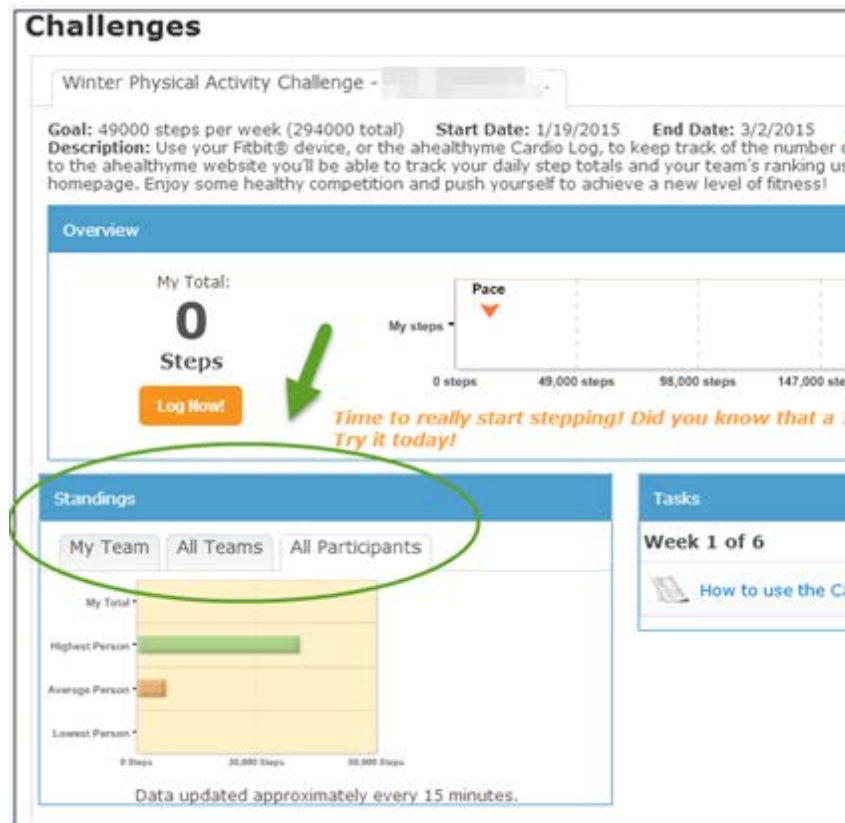 Challenges
Winter Physical Activity Challenge -
Goal: 49000 steps per week (294000 total) Start Date: 1/19/2015 End Date: 3/2/2015
Description: Use your Fitbit® device, or the ahealthyme Cardio Log, to keep track of the number
to the ahealthyme website you'll be able to track your daily step totals and your team's ranking
homepage. Enjoy some healthy competition and push yourself to achieve a new level of fitness!
Overview
My Total:
0
Steps
Log Now!
Pace
My steps
0 steps 49,000 steps 98,000 steps 147,000
Time to really start stepping! Did you know that a
Try it today!
Standings
My Team All Teams All Participants
My Total
Highest Person
Average Person
Lowest Person
0 Steps 30,000 Steps 60,000 Steps
Data updated approximately every 15 minutes.
Tasks
Week 1 of 6
How to use the